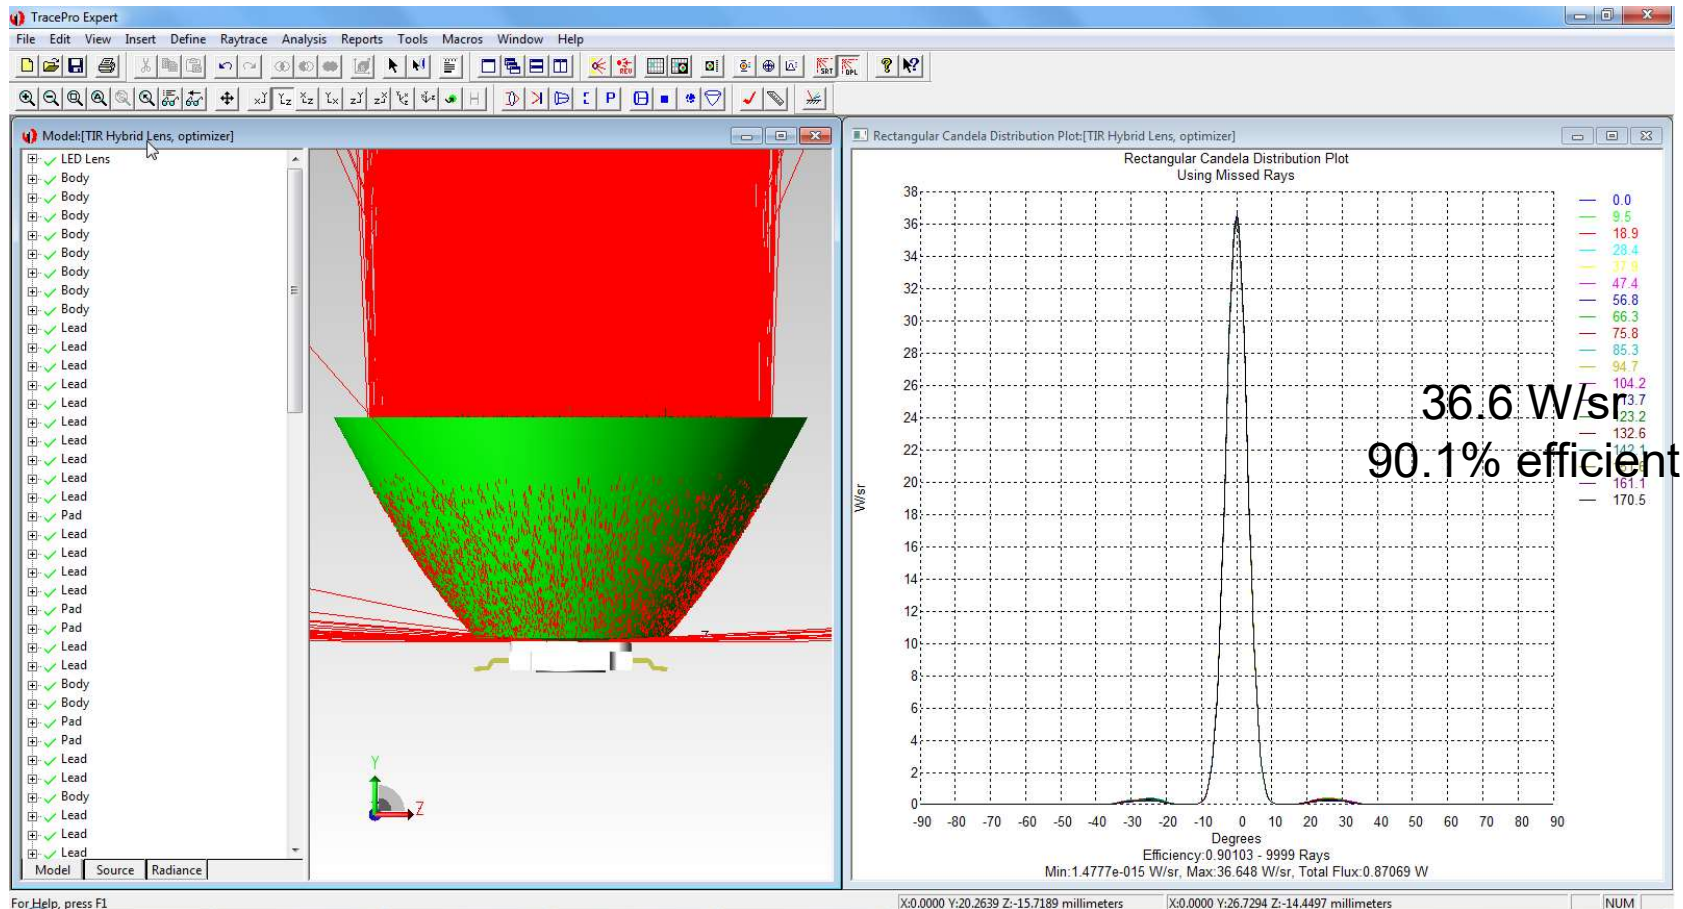 TracePro Expert
File Edit View Insert Define Raytrace Analysis Reports Tools Macros Window Help
Model:[TIR Hybrid Lens, optimizer]
LED Lens
Body
Body
Body
Body
Body
Body
Body
Body
Lead
Lead
Lead
Lead
Lead
Lead
Lead
Lead
Lead
Lead
Pad
Lead
Lead
Lead
Lead
Pad
Pad
Lead
Lead
Body
Body
Pad
Pad
Lead
Lead
Body
Lead
Lead
Lead
Model Source Radiance
Y
Z
Z
Rectangular Candela Distribution Plot:[TIR Hybrid Lens, optimizer]
Rectangular Candela Distribution Plot
Using Missed Rays
38
36
34
32
30
28
26
24
22
20
18
16
14
12
10
8
6
4
2
0
W/sr
-90 -80 -70 -60 -50 -40 -30 -20 -10 0 10 20 30 40 50 60 70 80 90
Degrees
Efficiency:0.90103 - 9999 Rays
Min:1.4777e-015 W/sr, Max:36.648 W/sr, Total Flux:0.87069 W
0.0
9.5
18.9
28.4
37.9
47.4
56.8
66.3
75.8
85.3
94.7
104.2
132.6
161.1
170.5
36.6 W/sr
90.1% efficient
For Help, press F1
X:0.0000 Y:20.2639 Z:-15.7189 millimeters
X:0.0000 Y:26.7294 Z:-14.4497 millimeters
NUM